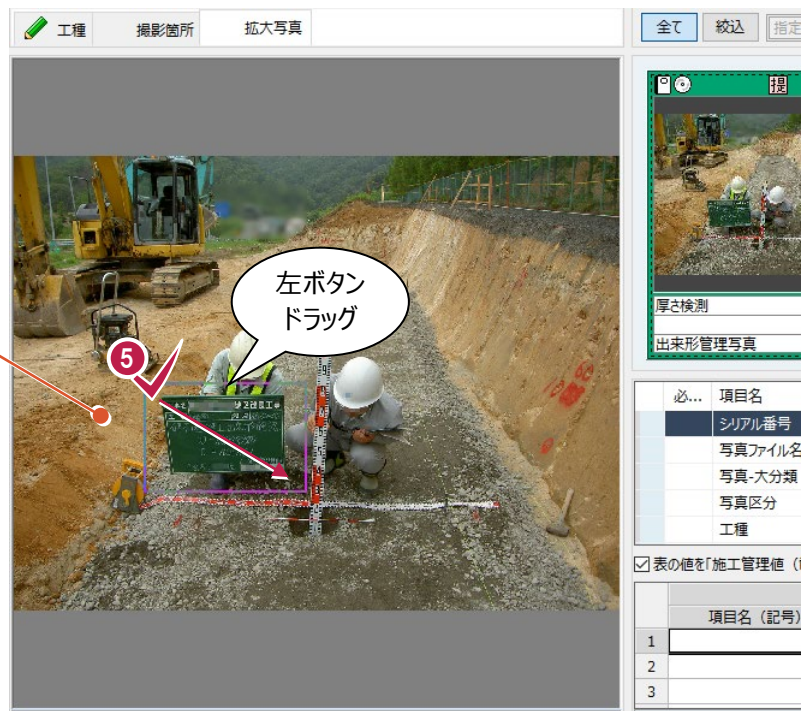 工種
撮影箇所
拡大写真
全て
絞込
指定
提
左ボタン
ドラッグ
5
厚さ検測
出来形管理写真
必...
項目名
シリアル番号
写真ファイル名
写真-大分類
写真区分
工種
表の値を「施工管理値（
項目名（記号）
1
2
3